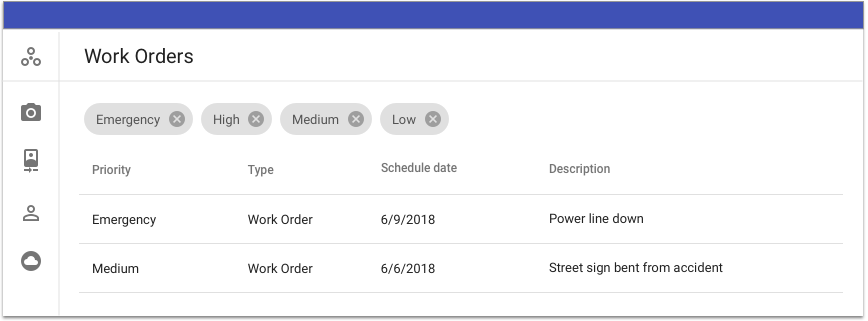 Work Orders
Emergency High Medium Low
Priority Type Schedule date Description
Emergency Work Order 6/9/2018 Power line down
Medium Work Order 6/6/2018 Street sign bent from accident